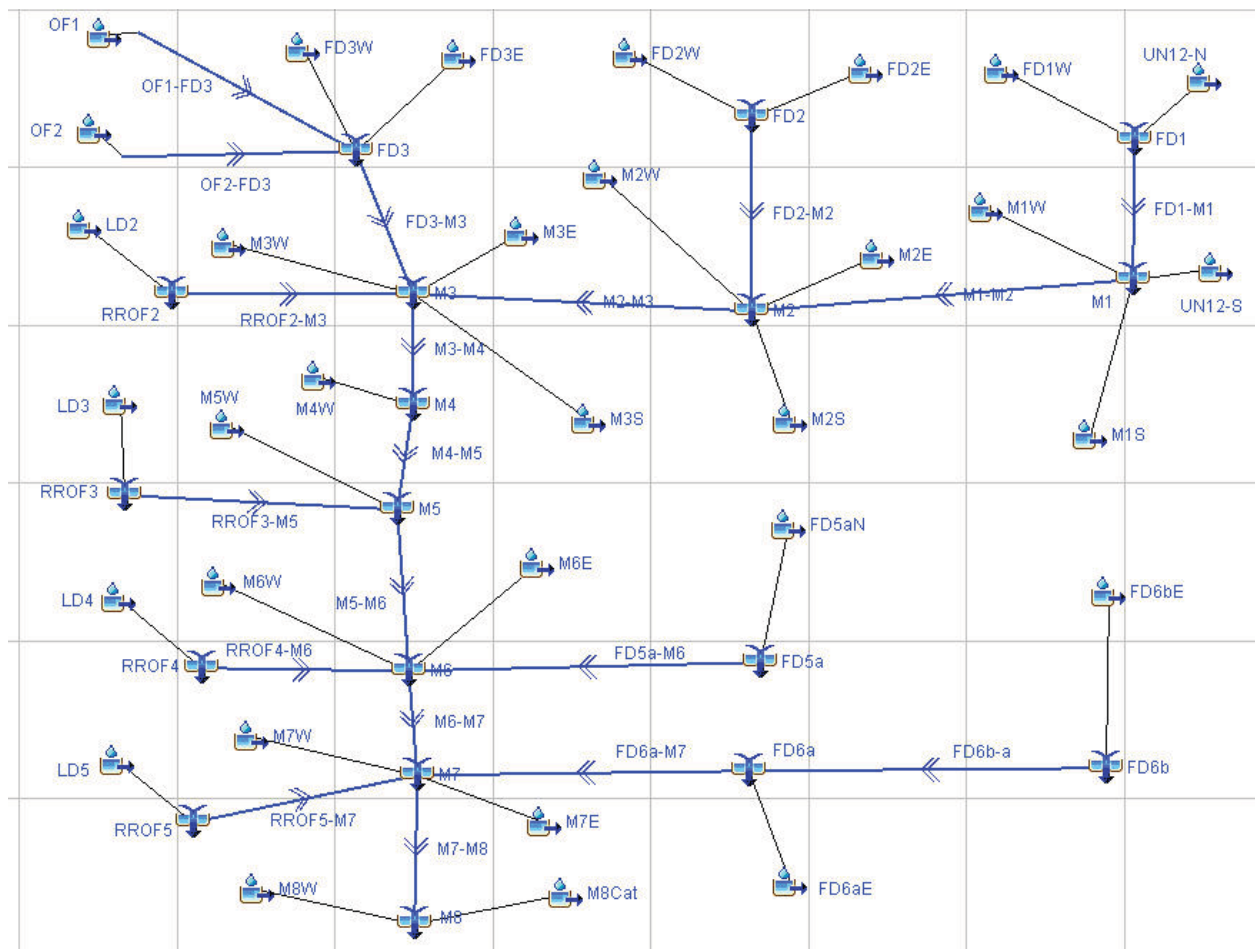 OF1
FD3W
FD3E
FD2W
FD2E
FD1W
UN12-N
OF1-FD3
OF2
FD3
FD2
FD1
OF2-FD3
M2W
LD2
M3W
FD3-M3
M3E
FD2-M2
M2E
M1W
FD1-M1
RROF2
RROF2-M3
M3
M2-M3
M2
M1-M2
M1
UN12-S
M3-M4
LD3
M5W
M4W
M4
M3S
M2S
M1S
M4-M5
RROF3
RROF3-M5
M5
FD5aN
M6W
M6E
LD4
M5-M6
FD6bE
RROF4
RROF4-M6
M6
FD5a-M6
FD5a
M6-M7
M7W
LD5
M7
FD6a-M7
FD6a
FD6b-a
FD6b
RROF5
RROF5-M7
M7E
M7-M8
M8W
M8
M8Cat
FD6aE